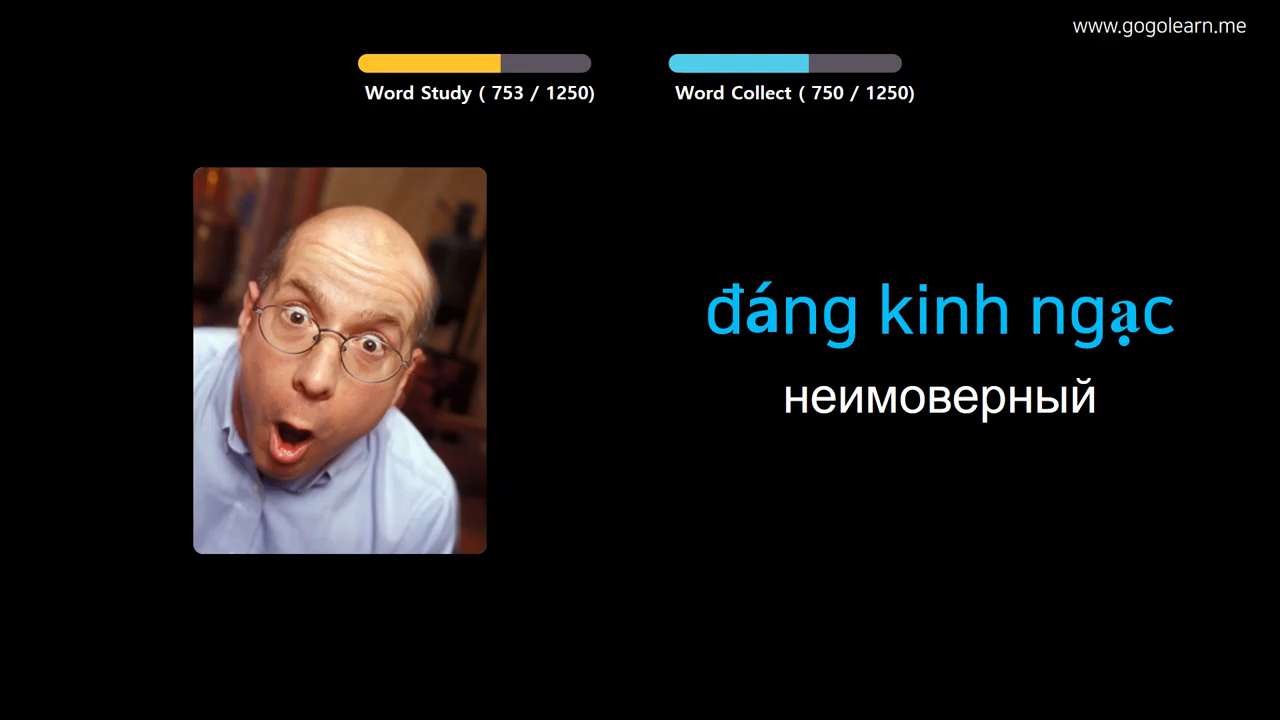 www.gogolearn.me
Word Study ( 753 / 1250)
Word Collect ( 750 / 1250)
đáng kinh ngạc
неимоверный